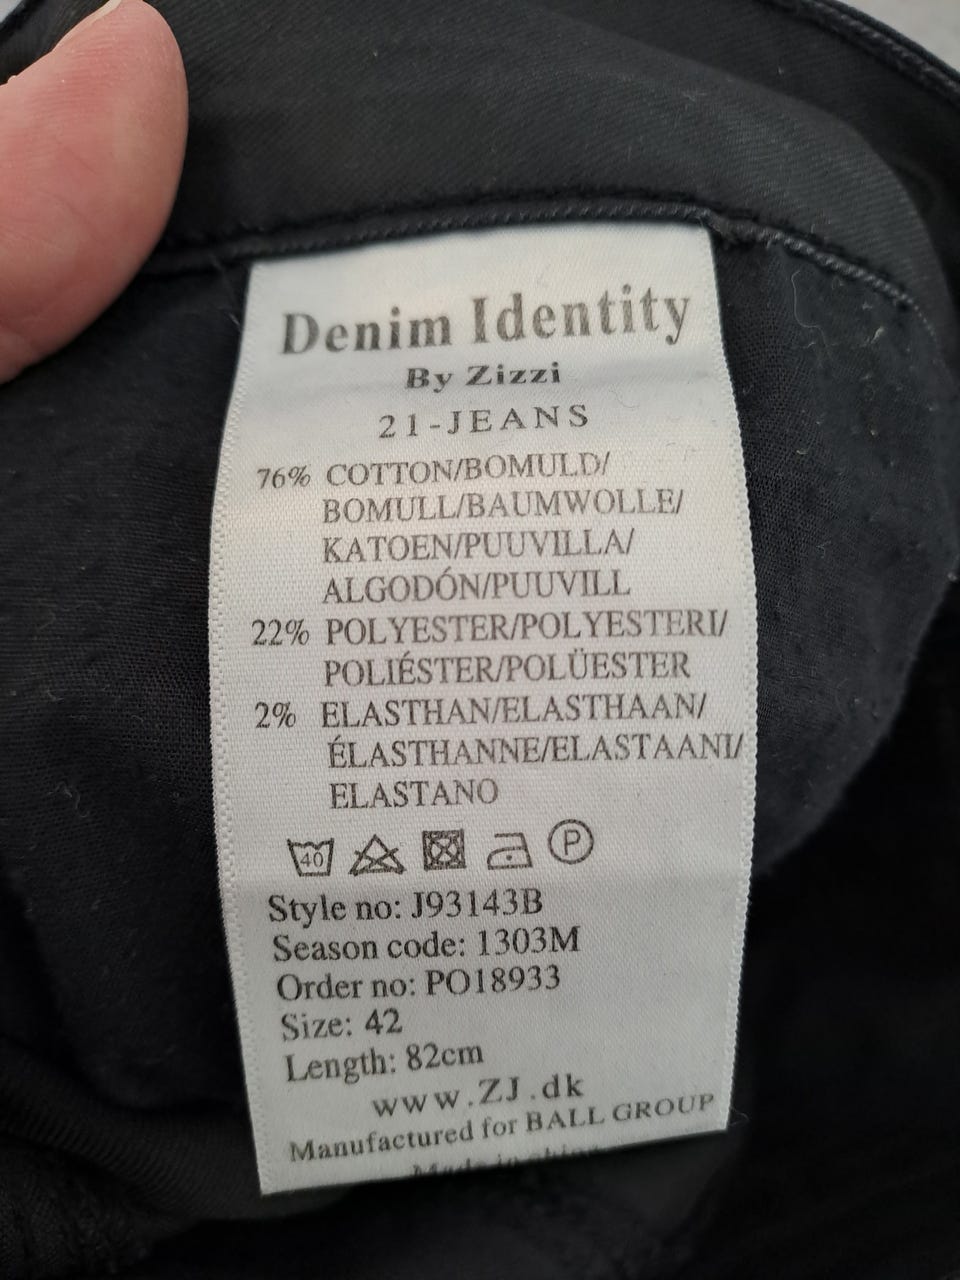 Denim Identity
By Zizzi
21-JEANS
76% COTTON/BOMULD/
BOMULL/BAUMWOLLE/
KATOEN/PUUVILLA/
ALGODÓN/PUUVILL
22% POLYESTER/POLYESTERI/
POLIÉSTER/POLÜESTER
2% ELASTHAN/ELASTHAAN/
ÉLASTHANNE/ELASTAANI/
ELASTANO
40 P
Style no: J93143B
Season code: 1303M
Order no: PO18933
Size: 42
Length: 82cm
www.ZJ.dk
Manufactured for BALL GROUP
Made in